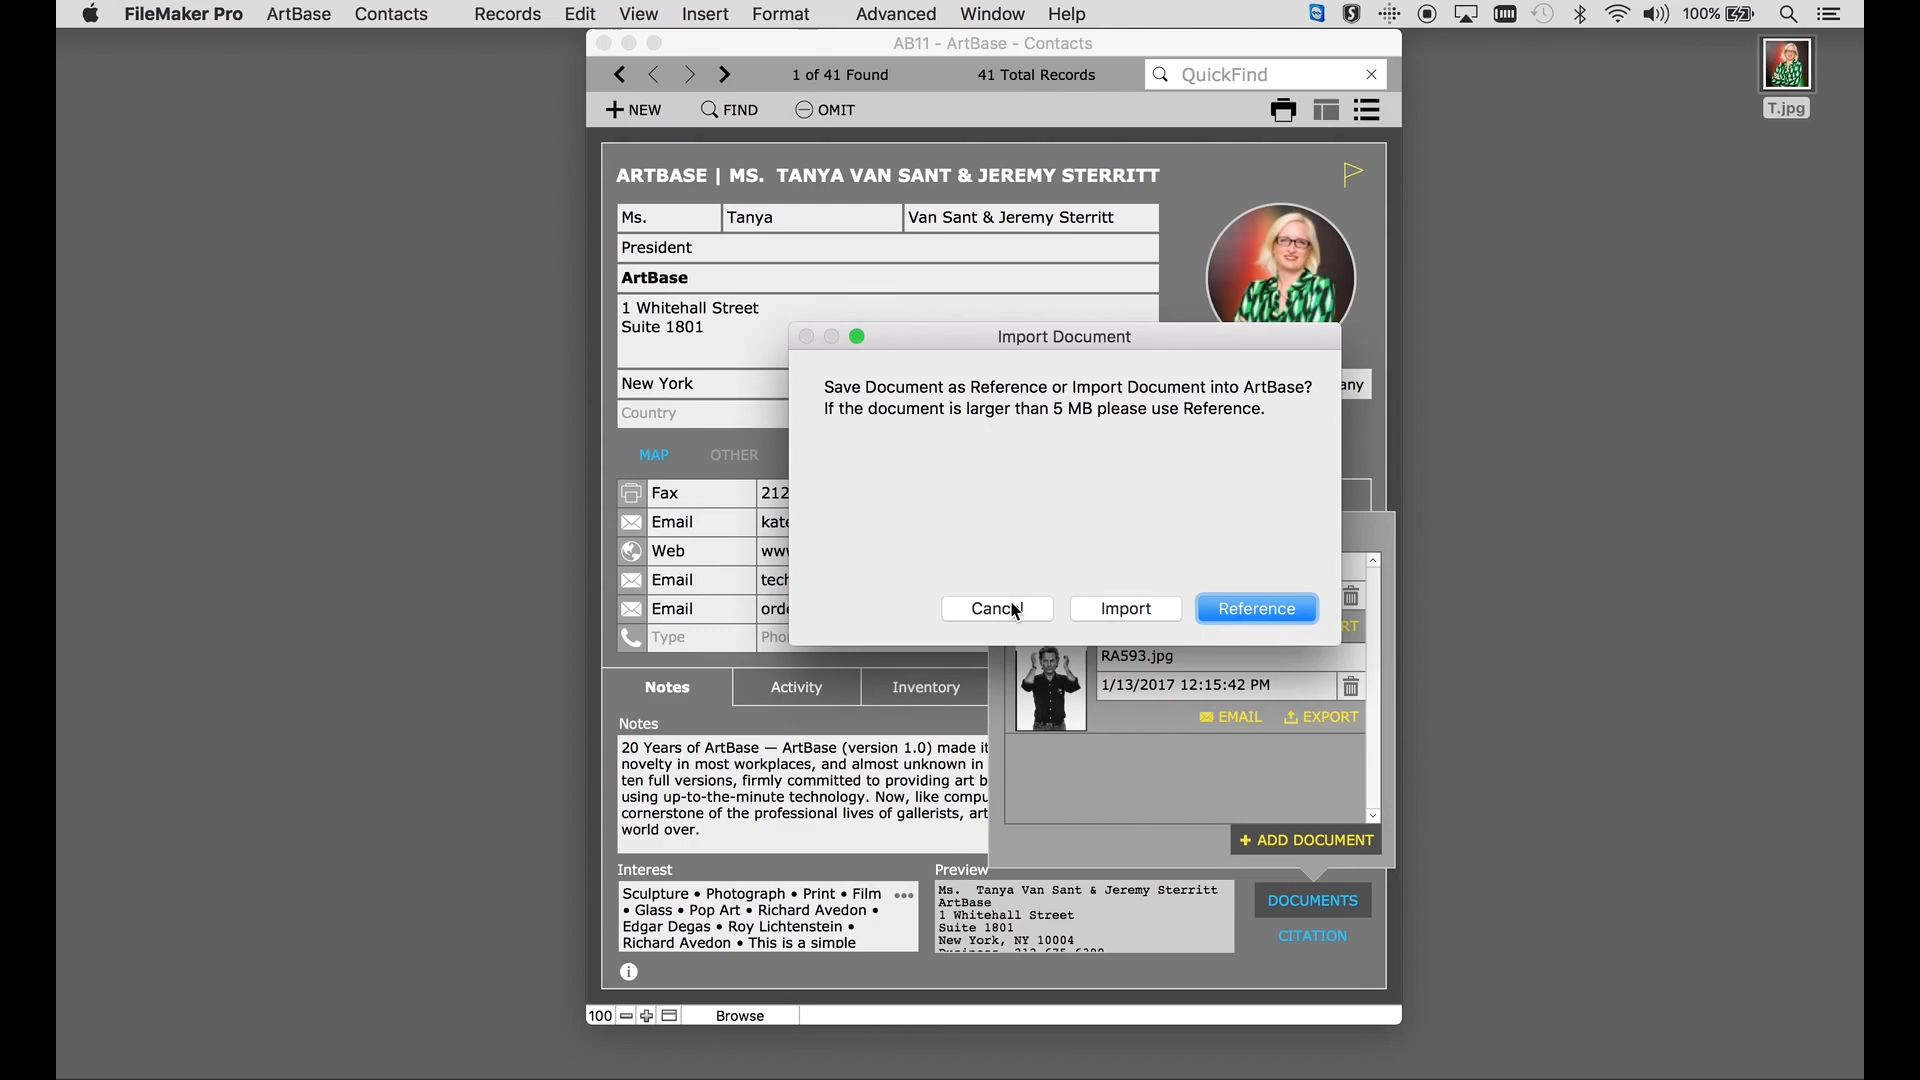 FileMaker Pro ArtBase Contacts Records Edit View Insert Format Advanced Window Help 100%
AB11 - ArtBase - Contacts
1 of 41 Found 41 Total Records QuickFind
NEW FIND OMIT
T.jpg
ARTBASE | MS. TANYA VAN SANT & JEREMY STERRITT
Ms. Tanya Van Sant & Jeremy Sterritt
President
ArtBase
1 Whitehall Street
Suite 1801
New York
Country
MAP OTHER
Fax 212
Email kate
Web www
Email tech
Email orde
Type Pho
Import Document
Save Document as Reference or Import Document into ArtBase?
If the document is larger than 5 MB please use Reference.
Import Reference
RA593.jpg
1/13/2017 12:15:42 PM
EMAIL EXPORT
+ ADD DOCUMENT
Notes Activity Inventory
Notes
20 Years of ArtBase — ArtBase (version 1.0) made it
novelty in most workplaces, and almost unknown in
ten full versions, firmly committed to providing art b
using up-to-the-minute technology. Now, like compu
cornerstone of the professional lives of gallerists, art
world over.
Interest
Sculpture • Photograph • Print • Film
• Glass • Pop Art • Richard Avedon •
Edgar Degas • Roy Lichtenstein •
Richard Avedon • This is a simple
Preview
Ms. Tanya Van Sant & Jeremy Sterritt
ArtBase
1 Whitehall Street
Suite 1801
New York, NY 10004
DOCUMENTS
CITATION
100 Browse